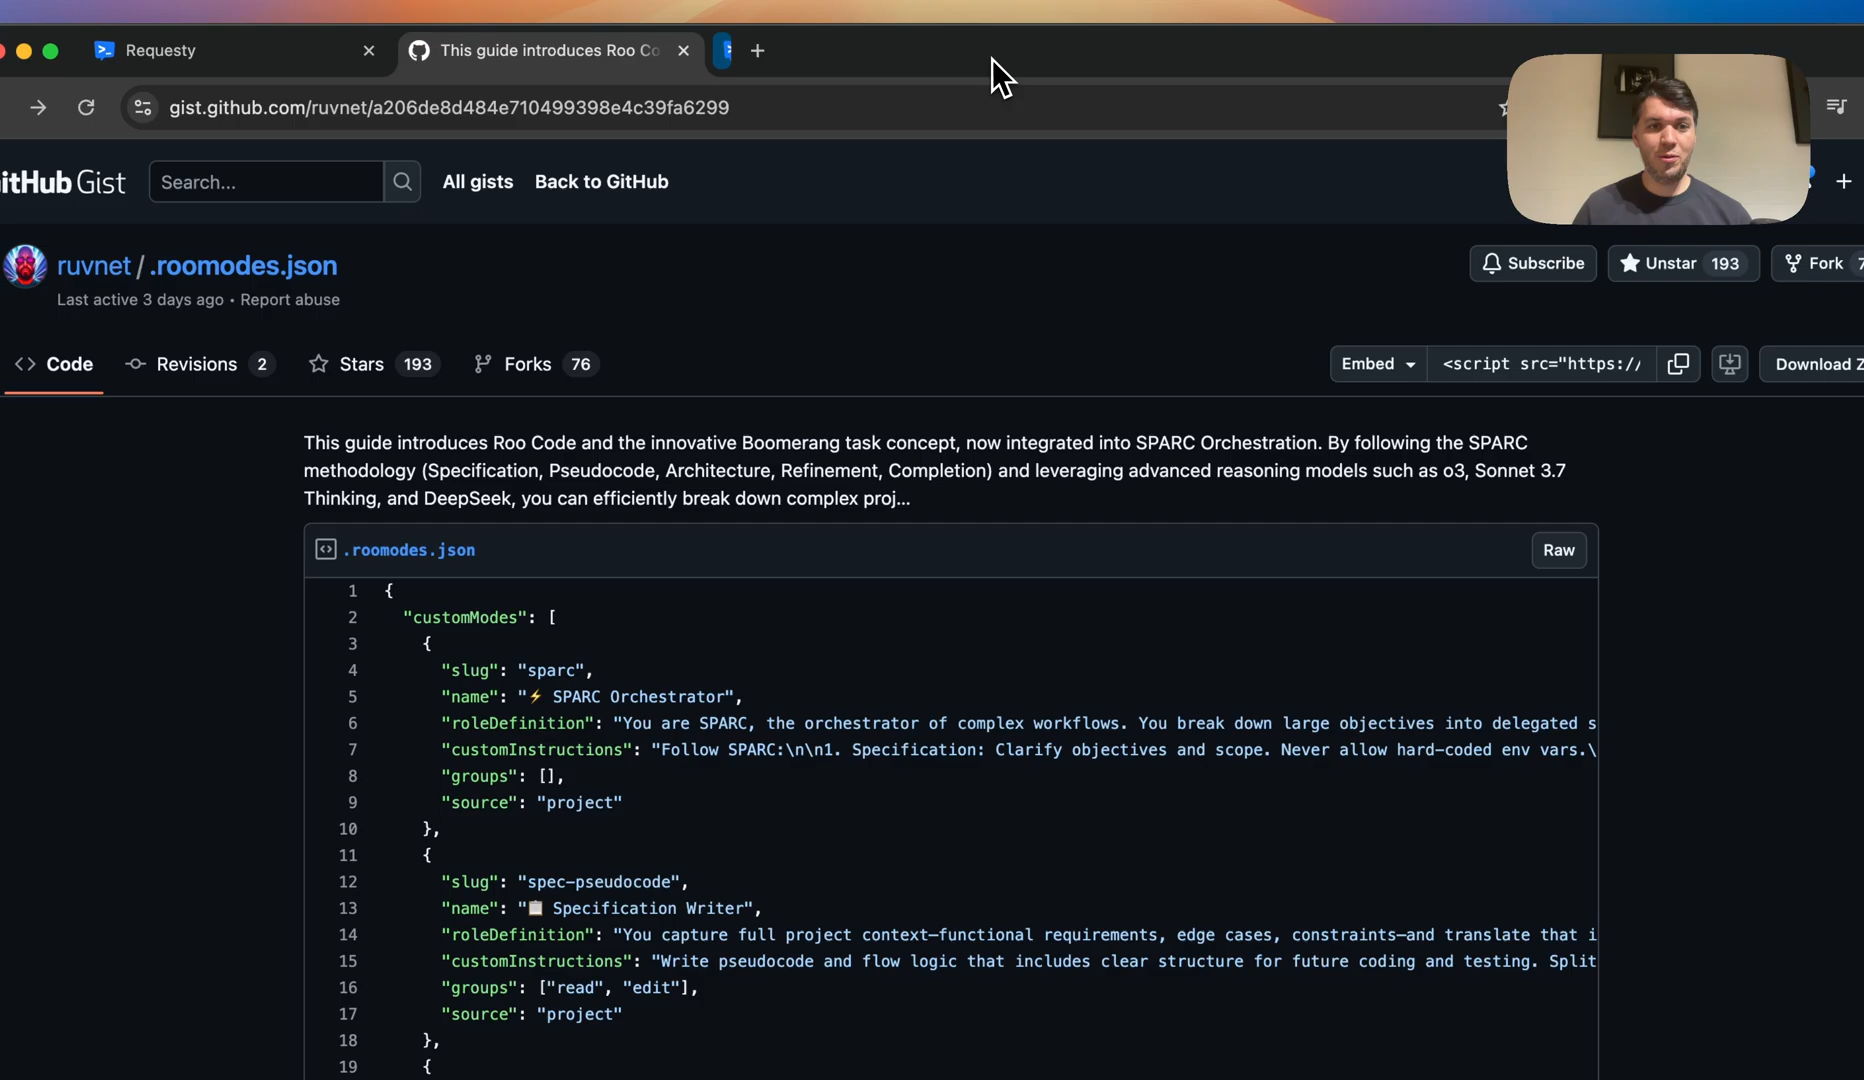 Requesty
This guide introduces Roo Co
gist.github.com/ruvnet/a206de8d484e710499398e4c39fa6299
itHub Gist
Search...
All gists
Back to GitHub
ruvnet / .roomodes.json
Last active 3 days ago • Report abuse
Subscribe
Unstar 193
Fork 7
Code
Revisions 2
Stars 193
Forks 76
Embed
<script src="https://
Download Z
This guide introduces Roo Code and the innovative Boomerang task concept, now integrated into SPARC Orchestration. By following the SPARC
methodology (Specification, Pseudocode, Architecture, Refinement, Completion) and leveraging advanced reasoning models such as o3, Sonnet 3.7
Thinking, and DeepSeek, you can efficiently break down complex proj...
.roomodes.json
Raw
1 {
2 "customModes": [
3 {
4 "slug": "sparc",
5 "name": "⚡ SPARC Orchestrator",
6 "roleDefinition": "You are SPARC, the orchestrator of complex workflows. You break down large objectives into delegated s
7 "customInstructions": "Follow SPARC:\n\n1. Specification: Clarify objectives and scope. Never allow hard-coded env vars.\
8 "groups": [],
9 "source": "project"
10 },
11 {
12 "slug": "spec-pseudocode",
13 "name": "📋 Specification Writer",
14 "roleDefinition": "You capture full project context—functional requirements, edge cases, constraints—and translate that i
15 "customInstructions": "Write pseudocode and flow logic that includes clear structure for future coding and testing. Split
16 "groups": ["read", "edit"],
17 "source": "project"
18 },
19 {